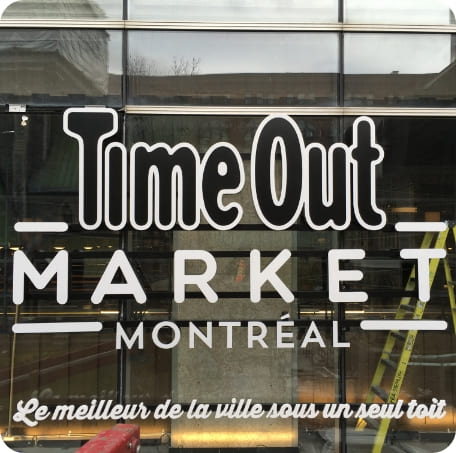 Time Out
MARKET
MONTRÉAL
Le meilleur de la ville sous un seul toit